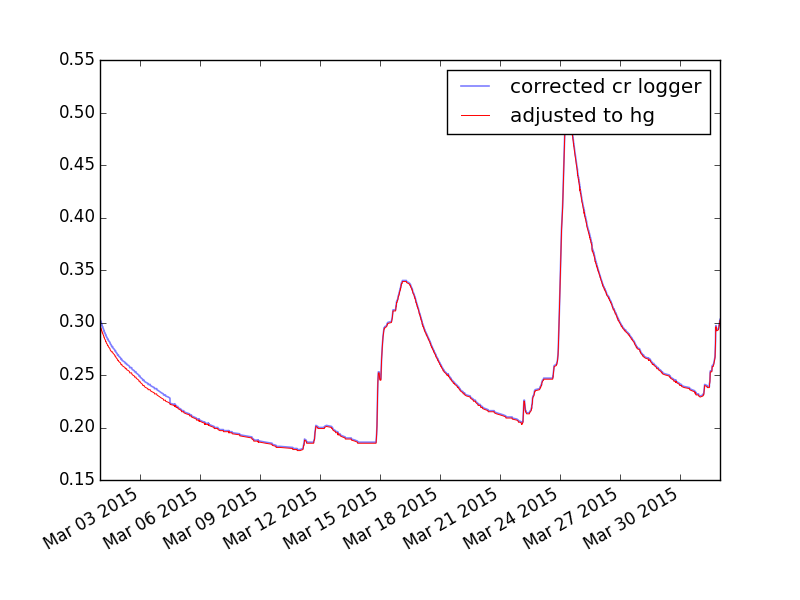 0.55
corrected cr logger
0.50
adjusted to hg
0.45
0.40
0.35
0.30
0.25
0.20
0.15
Mar 03 2015
Mar 06 2015
Mar 09 2015
Mar 12 2015
Mar 15 2015
Mar 18 2015
Mar 21 2015
Mar 24 2015
Mar 27 2015
Mar 30 2015